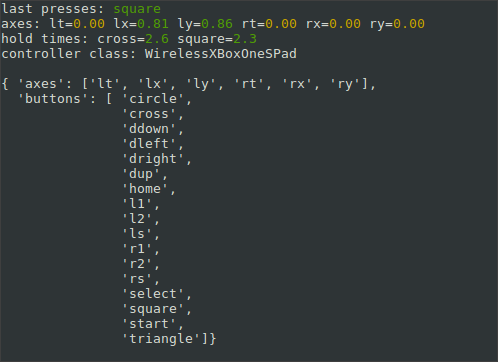 last presses: square
axes: lt=0.00 lx=0.81 ly=0.86 rt=0.00 rx=0.00 ry=0.00
hold times: cross=2.6 square=2.3
controller class: WirelessXBoxOneSPad

{ 'axes': ['lt', 'lx', 'ly', 'rt', 'rx', 'ry'],
  'buttons': [ 'circle',
               'cross',
               'ddown',
               'dleft',
               'dright',
               'dup',
               'home',
               'l1',
               'l2',
               'ls',
               'r1',
               'r2',
               'rs',
               'select',
               'square',
               'start',
               'triangle']}